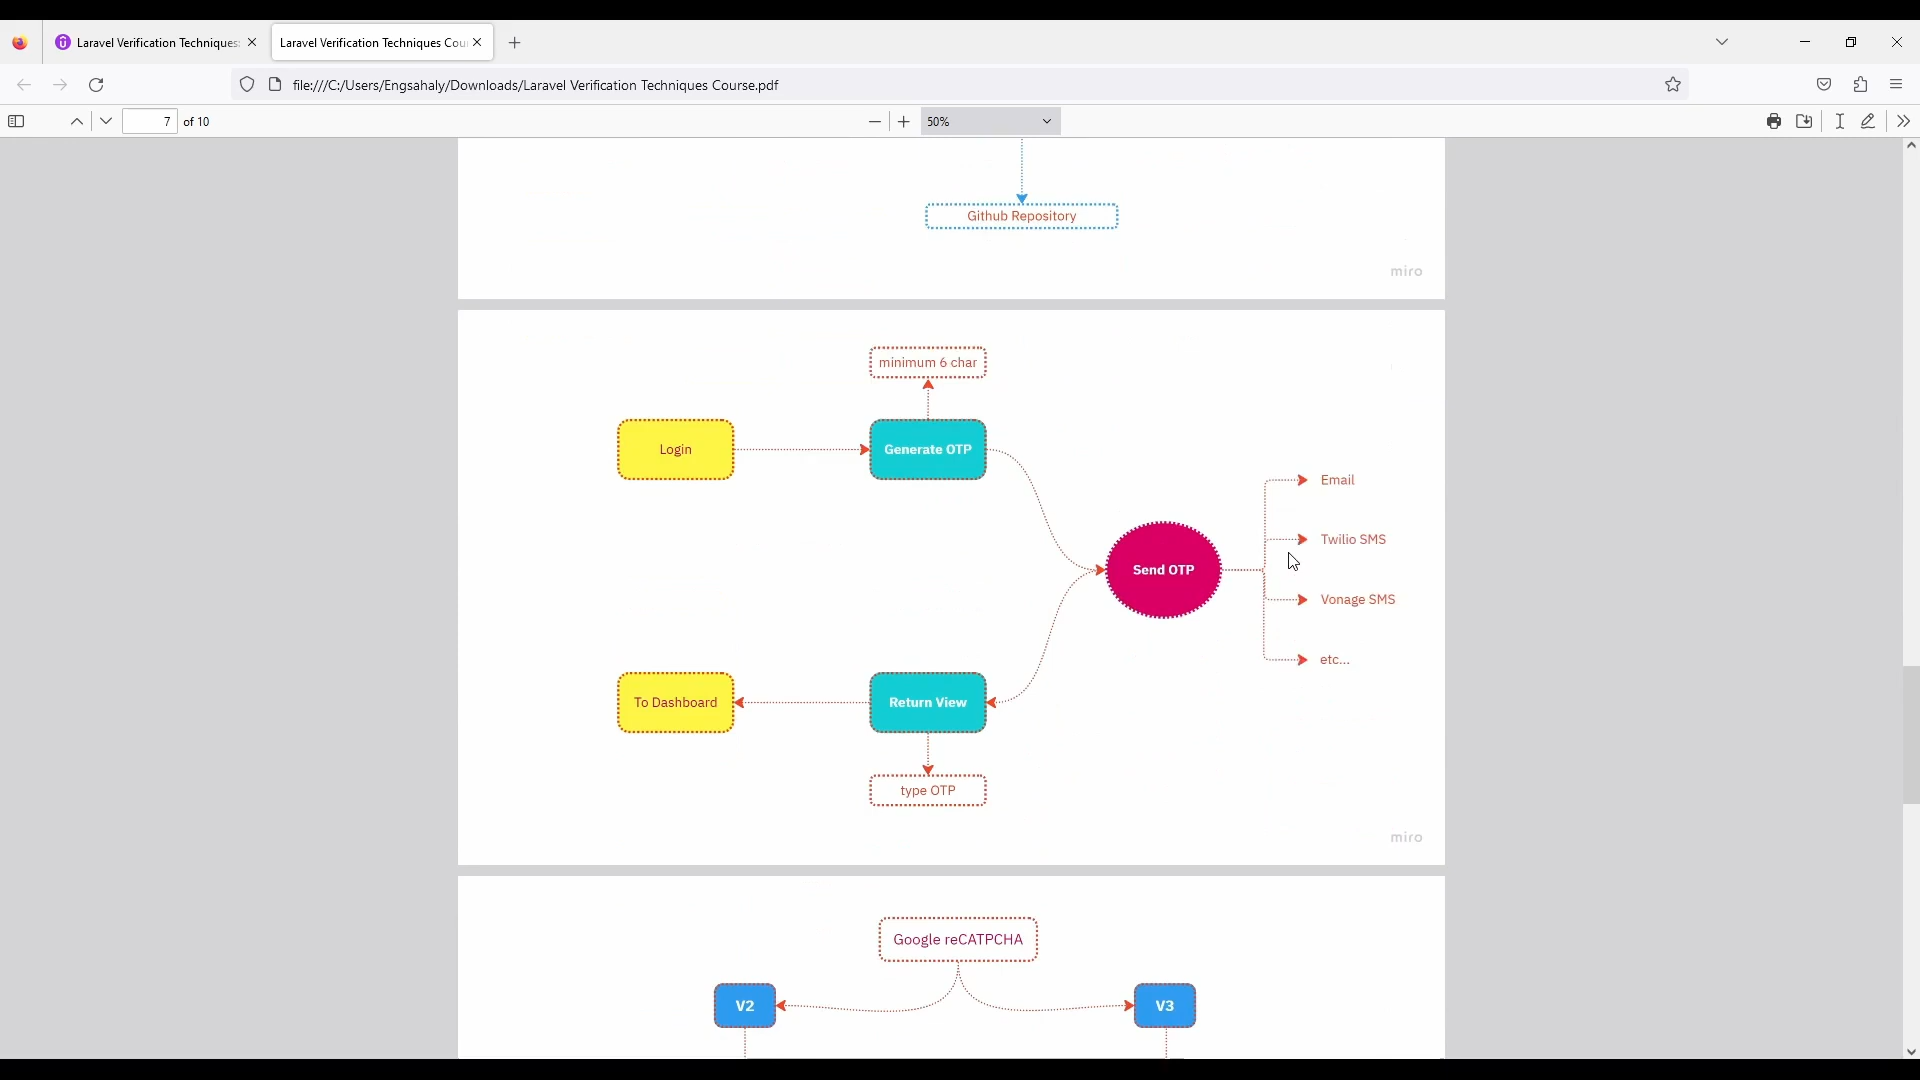 Laravel Verification Techniques:
Laravel Verification Techniques Cou
file:///C:/Users/Engsahaly/Downloads/Laravel Verification Techniques Course.pdf
7 of 10
50%
Github Repository
miro
minimum 6 char
Login
Generate OTP
Email
Twilio SMS
Send OTP
Vonage SMS
etc...
To Dashboard
Return View
type OTP
miro
Google reCATPCHA
V2
V3